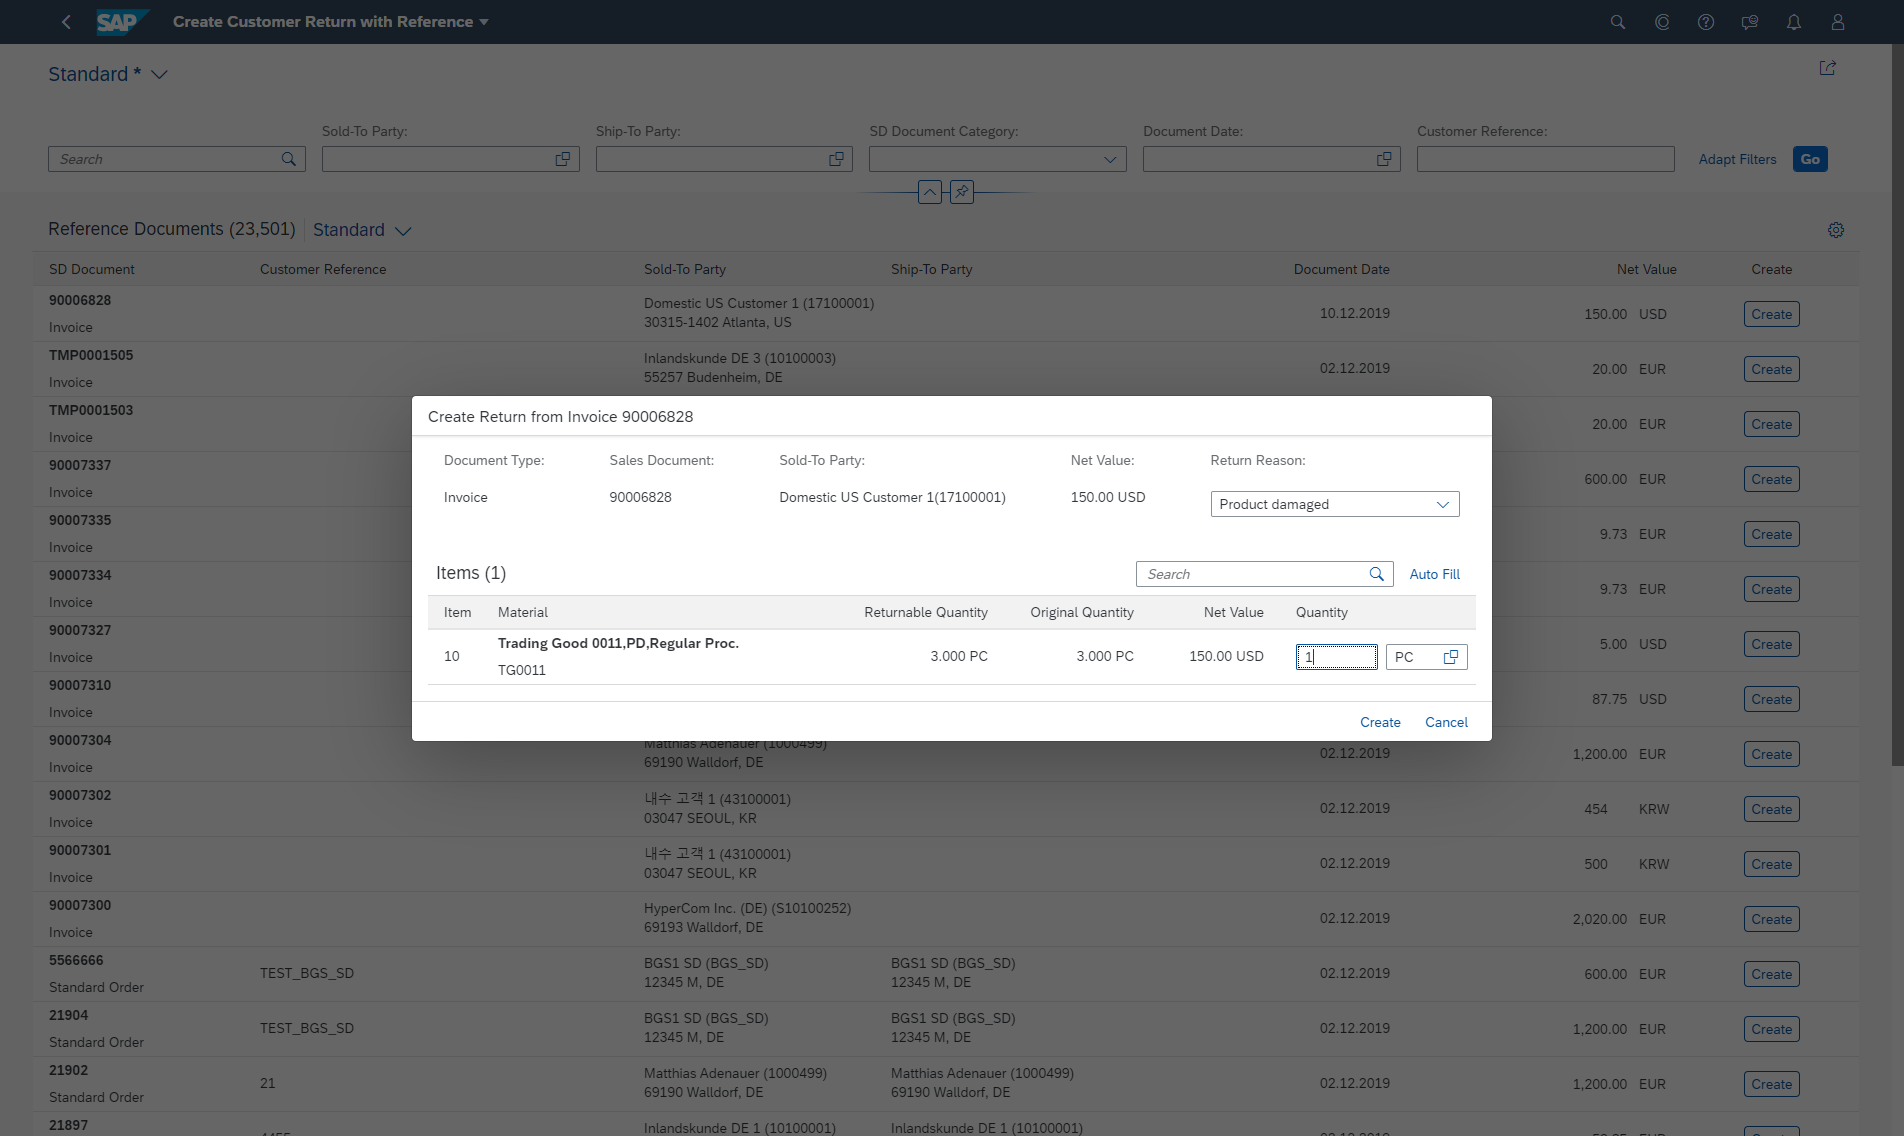 SAP Create Customer Return with Reference
Standard *
Sold-To Party: Ship-To Party: SD Document Category: Document Date: Customer Reference:
Search Adapt Filters Go
Reference Documents (23,501) Standard
SD Document Customer Reference Sold-To Party Ship-To Party Document Date Net Value Create
90006828
Invoice
Domestic US Customer 1 (17100001)
30315-1402 Atlanta, US
10.12.2019 150.00 USD Create
TMP0001505
Invoice
Inlandskunde DE 3 (10100003)
55257 Budenheim, DE
02.12.2019 20.00 EUR Create
TMP0001503
Invoice
20.00 EUR Create
90007337
Invoice
600.00 EUR Create
90007335
Invoice
9.73 EUR Create
90007334
Invoice
9.73 EUR Create
90007327
Invoice
5.00 USD Create
90007310
Invoice
87.75 USD Create
Create Return from Invoice 90006828
Document Type: Sales Document: Sold-To Party: Net Value: Return Reason:
Invoice 90006828 Domestic US Customer 1(17100001) 150.00 USD Product damaged
Items (1) Search Auto Fill
Item Material Returnable Quantity Original Quantity Net Value Quantity
Trading Good 0011,PD,Regular Proc.
10 3.000 PC 3.000 PC 150.00 USD 1 PC
TG0011
Create Cancel
90007304
Invoice
Matthias Adenauer (1000499)
69190 Walldorf, DE
02.12.2019 1,200.00 EUR Create
90007302
Invoice
내수 고객 1 (43100001)
03047 SEOUL, KR
02.12.2019 454 KRW Create
90007301
Invoice
내수 고객 1 (43100001)
03047 SEOUL, KR
02.12.2019 500 KRW Create
90007300
Invoice
HyperCom Inc. (DE) (S10100252)
69193 Walldorf, DE
02.12.2019 2,020.00 EUR Create
5566666
Standard Order
TEST_BGS_SD
BGS1 SD (BGS_SD)
12345 M, DE
BGS1 SD (BGS_SD)
12345 M, DE
02.12.2019 600.00 EUR Create
21904
Standard Order
TEST_BGS_SD
BGS1 SD (BGS_SD)
12345 M, DE
BGS1 SD (BGS_SD)
12345 M, DE
02.12.2019 1,200.00 EUR Create
21902
Standard Order
21
Matthias Adenauer (1000499)
69190 Walldorf, DE
Matthias Adenauer (1000499)
69190 Walldorf, DE
02.12.2019 1,200.00 EUR Create
21897
Inlandskunde DE 1 (10100001) Inlandskunde DE 1 (10100001)